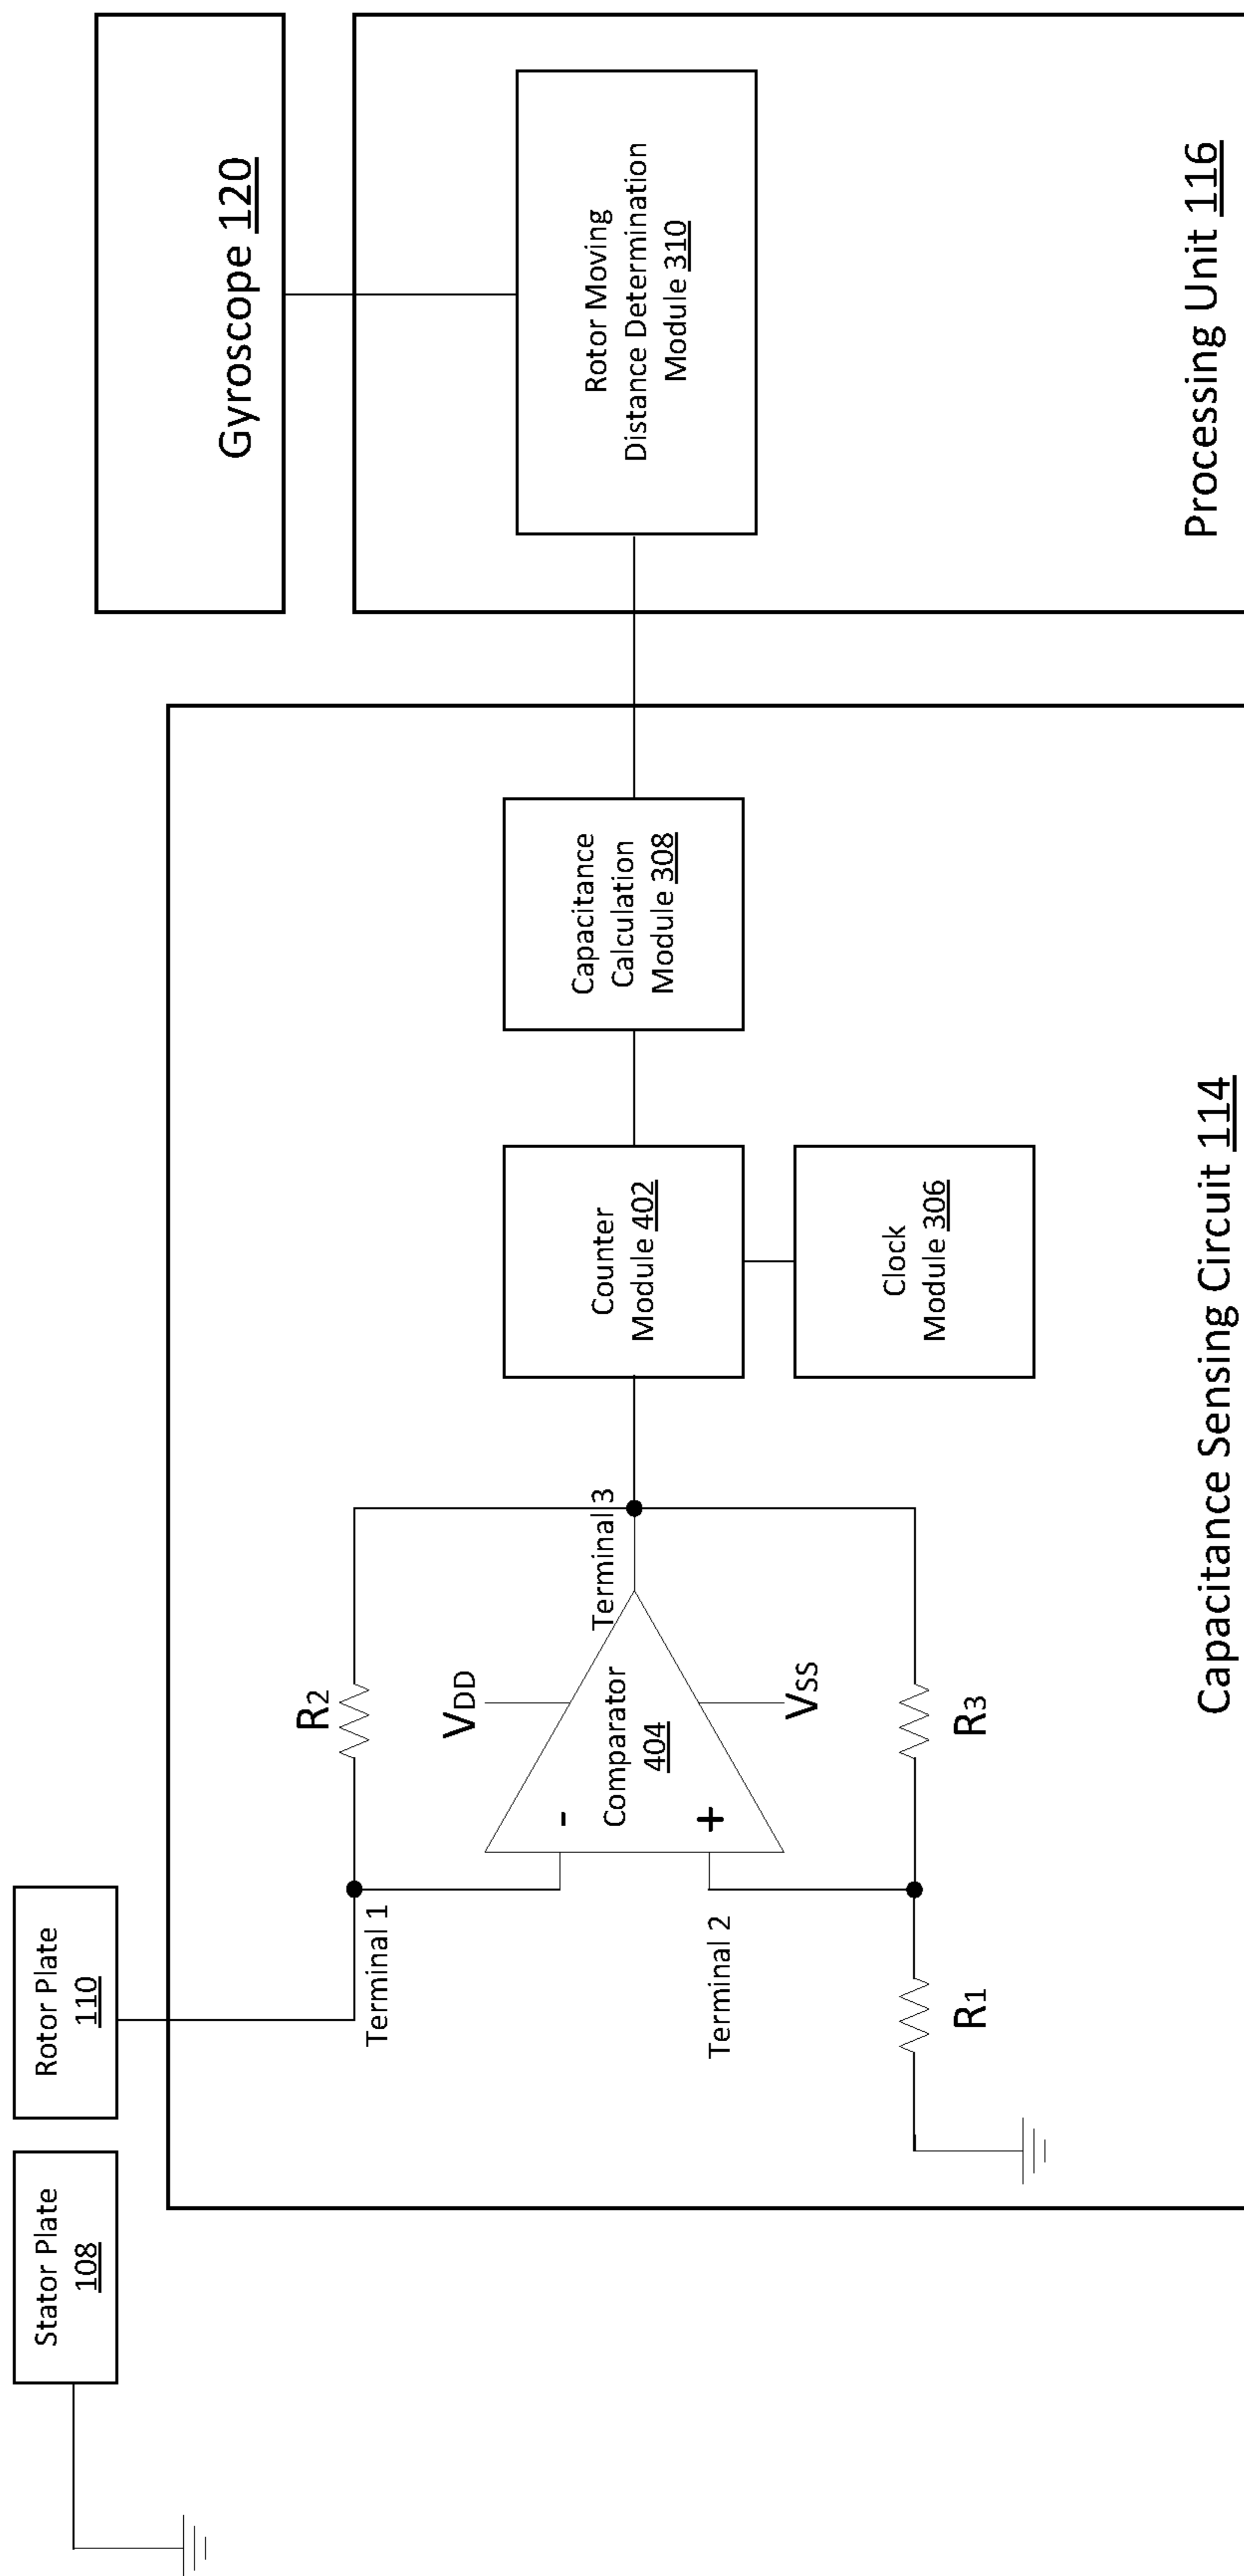 Stator Plate
108
Rotor Plate
110
Gyroscope 120
Terminal 1
R2
VDD
-
Comparator
404
+
VSS
Terminal 2
Terminal 3
R1
R3
Counter
Module 402
Clock
Module 306
Capacitance
Calculation
Module 308
Rotor Moving
Distance Determination
Module 310
Capacitance Sensing Circuit 114
Processing Unit 116